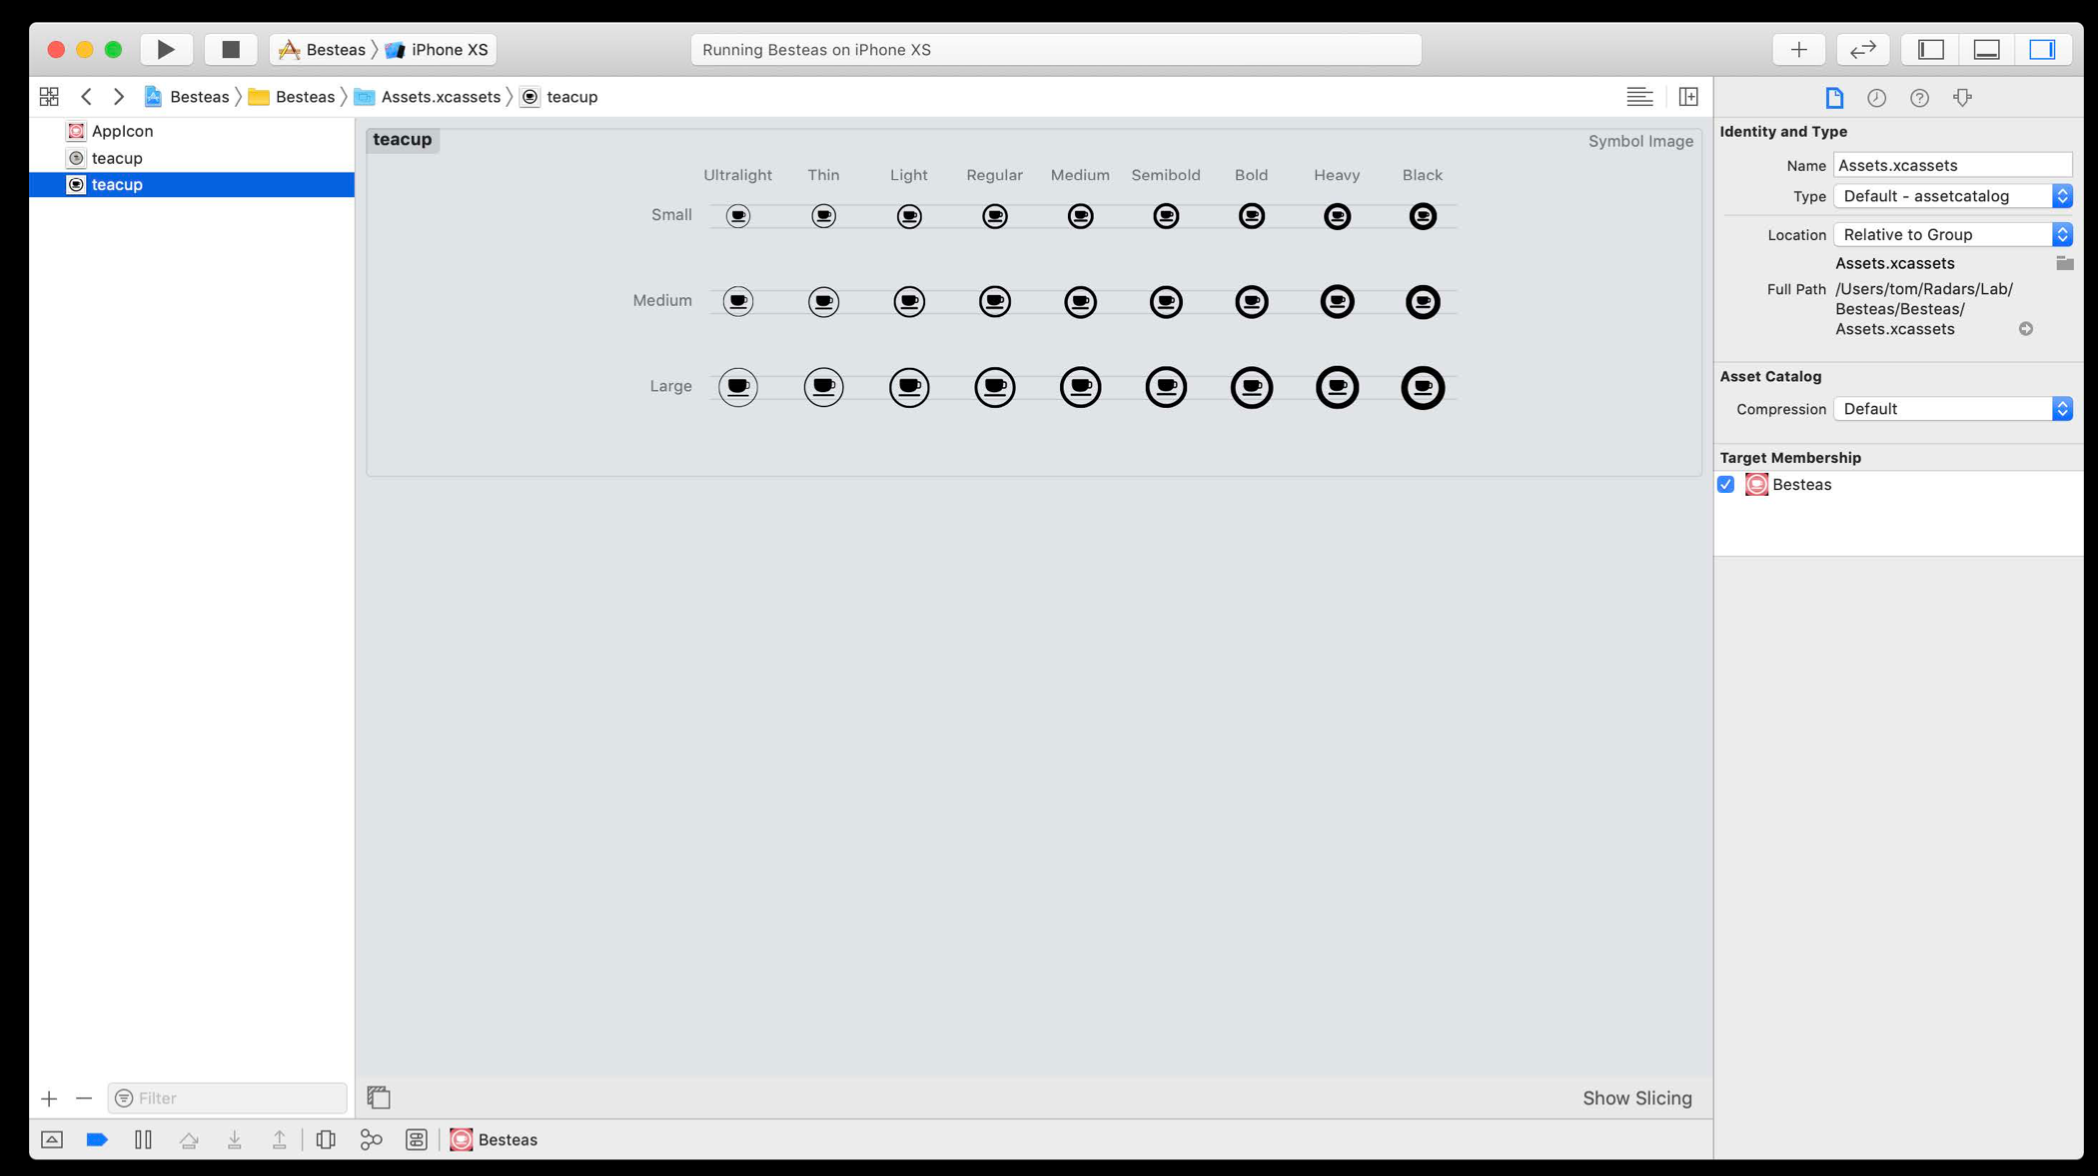 Besteas iPhone XS
Running Besteas on iPhone XS
Besteas Besteas Assets.xcassets teacup
AppIcon
teacup
teacup
teacup
Symbol Image
Ultralight Thin Light Regular Medium Semibold Bold Heavy Black
Small
Medium
Large
Identity and Type
Name Assets.xcassets
Type Default - assetcatalog
Location Relative to Group
Assets.xcassets
Full Path /Users/tom/Radars/Lab/
Besteas/Besteas/
Assets.xcassets
Asset Catalog
Compression Default
Target Membership
Besteas
Filter
Show Slicing
Besteas